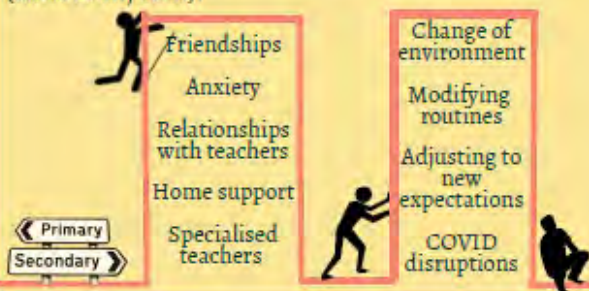 Friendships
Anxiety
Relationships
with teachers
Home support
Specialised
teachers
Change of
environment
Modifying
routines
Adjusting to
new
expectations
COVID
disruptions
Primary
Secondary